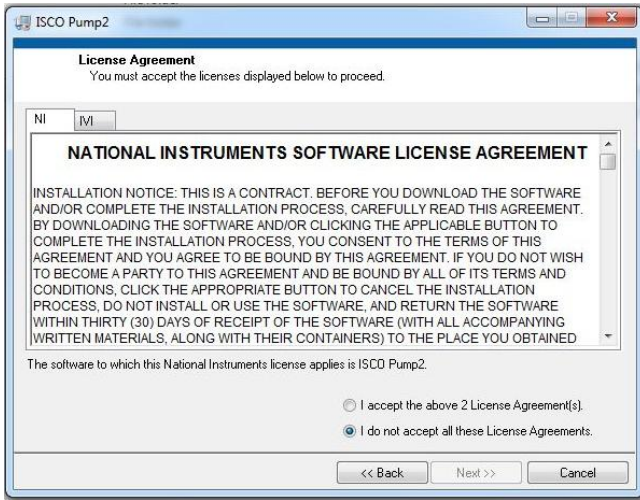 ISCO Pump2
License Agreement
You must accept the licenses displayed below to proceed.
NI
IVI
NATIONAL INSTRUMENTS SOFTWARE LICENSE AGREEMENT
INSTALLATION NOTICE: THIS IS A CONTRACT. BEFORE YOU DOWNLOAD THE SOFTWARE
AND/OR COMPLETE THE INSTALLATION PROCESS, CAREFULLY READ THIS AGREEMENT.
BY DOWNLOADING THE SOFTWARE AND/OR CLICKING THE APPLICABLE BUTTON TO
COMPLETE THE INSTALLATION PROCESS, YOU CONSENT TO THE TERMS OF THIS
AGREEMENT AND YOU AGREE TO BE BOUND BY THIS AGREEMENT. IF YOU DO NOT WISH
TO BECOME A PARTY TO THIS AGREEMENT AND BE BOUND BY ALL OF ITS TERMS AND
CONDITIONS, CLICK THE APPROPRIATE BUTTON TO CANCEL THE INSTALLATION
PROCESS, DO NOT INSTALL OR USE THE SOFTWARE, AND RETURN THE SOFTWARE
WITHIN THIRTY (30) DAYS OF RECEIPT OF THE SOFTWARE (WITH ALL ACCOMPANYING
WRITTEN MATERIALS, ALONG WITH THEIR CONTAINERS) TO THE PLACE YOU OBTAINED
The software to which this National Instruments license applies is ISCO Pump2.
I accept the above 2 License Agreement(s).
I do not accept all these License Agreements.
<< Back
Next >>
Cancel